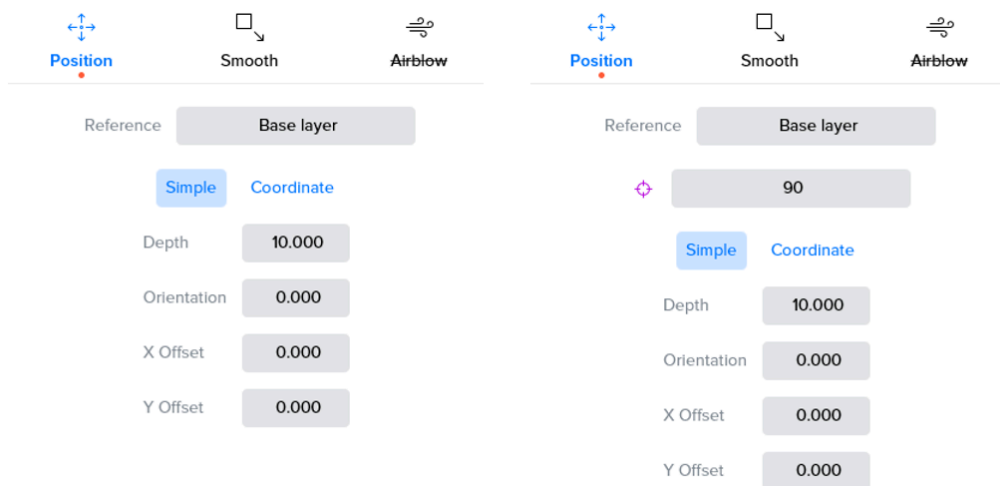 Position Smooth Airblow
Reference Base layer
Simple Coordinate
Depth 10.000
Orientation 0.000
X Offset 0.000
Y Offset 0.000
Position Smooth Airblow
Reference Base layer
90
Simple Coordinate
Depth 10.000
Orientation 0.000
X Offset 0.000
Y Offset 0.000